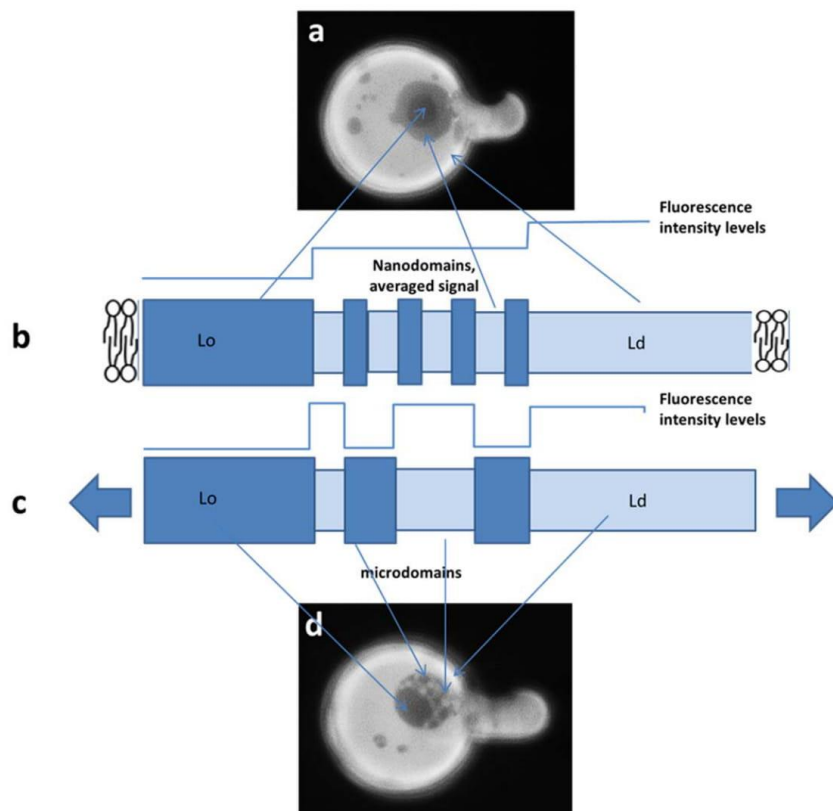 a
Fluorescence
intensity levels
Nanodomains,
averaged signal
b
Lo
Ld
Fluorescence
intensity levels
c
Lo
Ld
microdomains
d